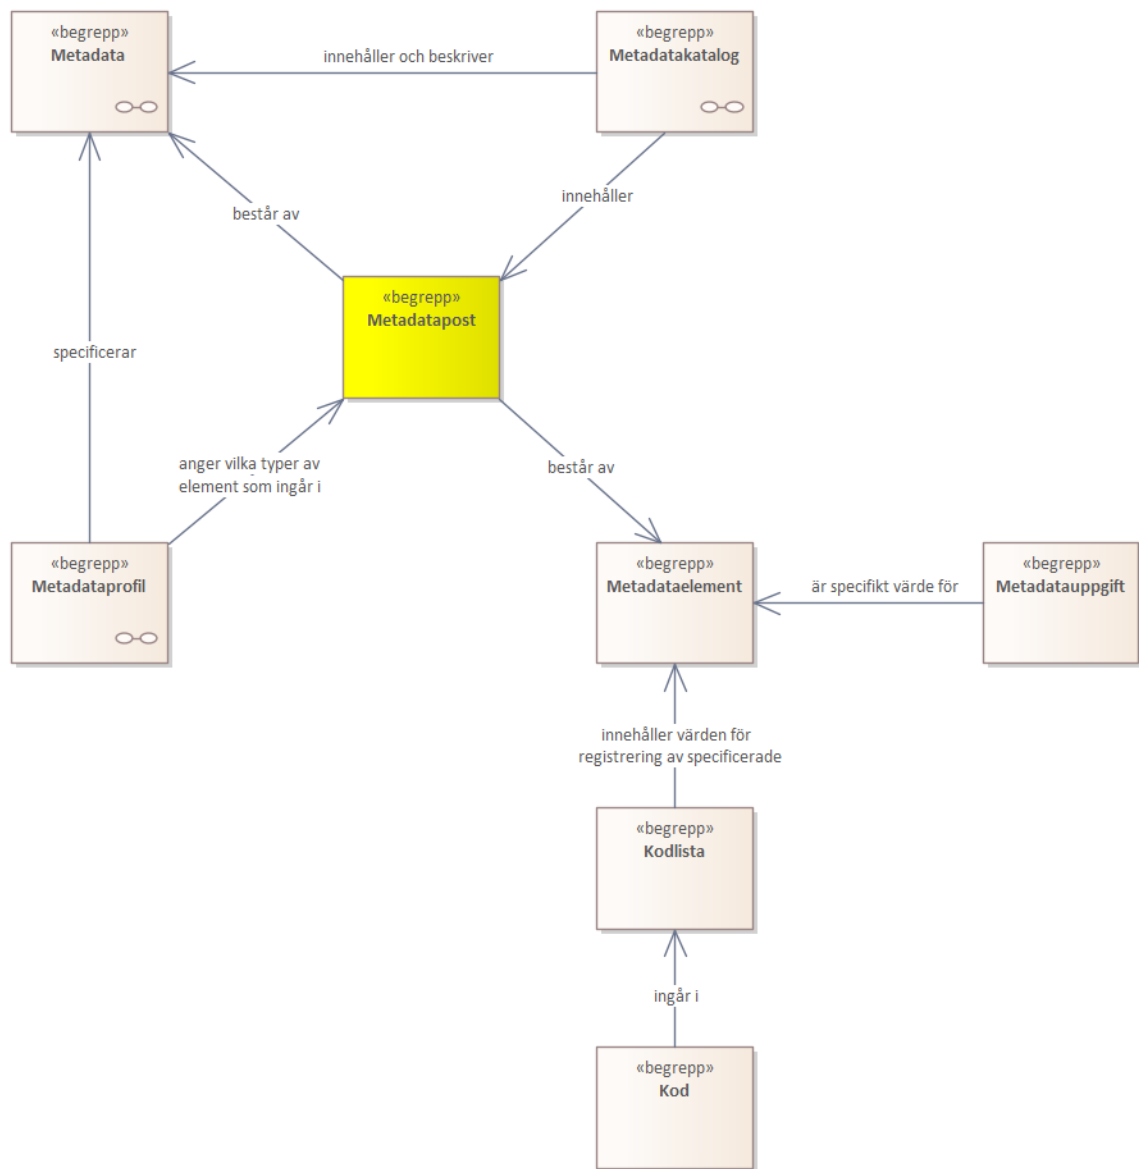 «begrepp»
Metadata
«begrepp»
Metadatakatalog
innehåller och beskriver
innehåller
består av
«begrepp»
Metadatapost
specificerar
anger vilka typer av
element som ingår i
består av
«begrepp»
Metadataprofil
«begrepp»
Metadataelement
är specifikt värde för
«begrepp»
Metadatauppgift
innehåller värden för
registrering av specificerade
«begrepp»
Kodlista
ingår i
«begrepp»
Kod